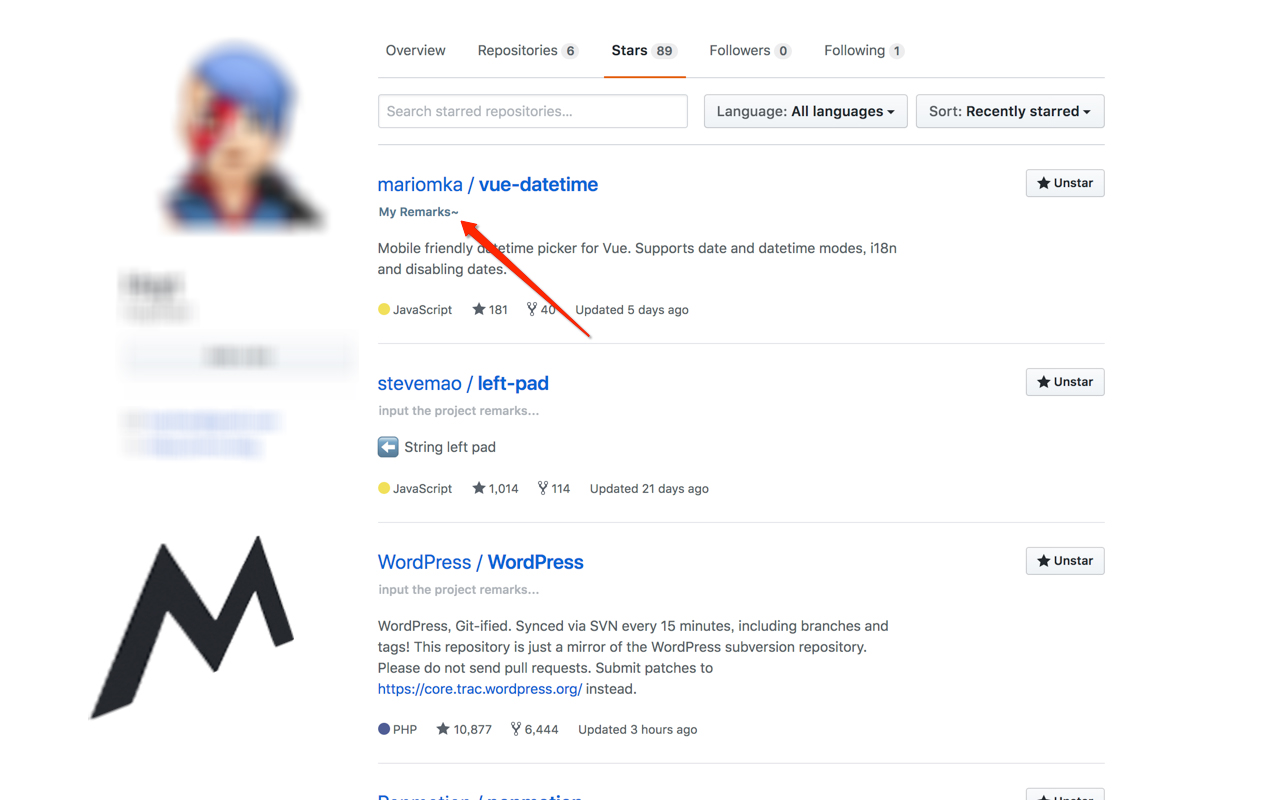 Overview Repositories 6 Stars 89 Followers 0 Following 1
Search starred repositories... Language: All languages Sort: Recently starred
mariomka / vue-datetime Unstar
My Remarks~
Mobile friendly datetime picker for Vue. Supports date and datetime modes, i18n
and disabling dates.
JavaScript 181 40 Updated 5 days ago
stevemao / left-pad Unstar
input the project remarks...
String left pad
JavaScript 1,014 114 Updated 21 days ago
WordPress / WordPress Unstar
input the project remarks...
WordPress, Git-ified. Synced via SVN every 15 minutes, including branches and
tags! This repository is just a mirror of the WordPress subversion repository.
Please do not send pull requests. Submit patches to
https://core.trac.wordpress.org/ instead.
PHP 10,877 6,444 Updated 3 hours ago
Unstar